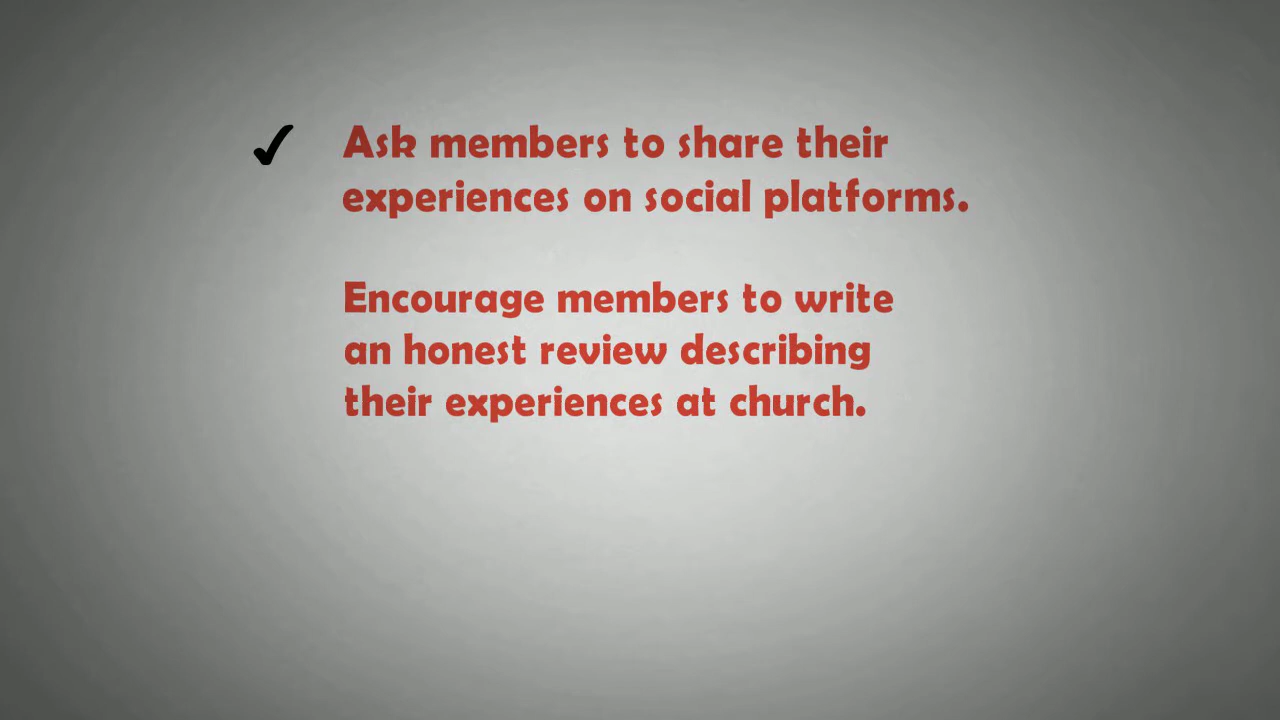 ✓ Ask members to share their
experiences on social platforms.
Encourage members to write
an honest review describing
their experiences at church.